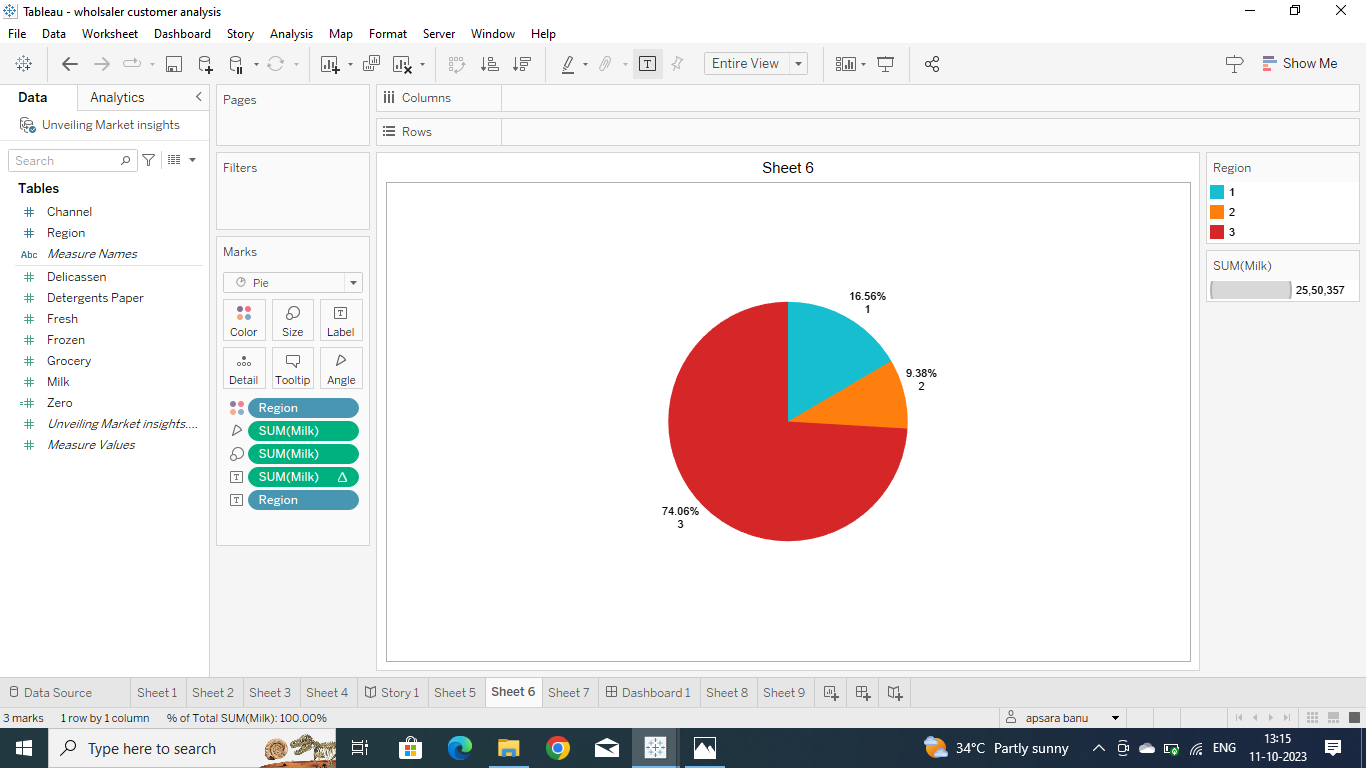 Tableau - wholsaler customer analysis
File Data Worksheet Dashboard Story Analysis Map Format Server Window Help
Entire View
Show Me
Data Analytics
Unveiling Market insights
Search
Tables
# Channel
# Region
Abc Measure Names
# Delicassen
# Detergents Paper
# Fresh
# Frozen
# Grocery
# Milk
=# Zero
# Unveiling Market insights....
# Measure Values
Pages
Filters
Marks
Pie
Color Size Label
Detail Tooltip Angle
Region
SUM(Milk)
SUM(Milk)
SUM(Milk) Δ
Region
Columns
Rows
Sheet 6
16.56%
1
9.38%
2
74.06%
3
Region
1
2
3
SUM(Milk)
25,50,357
Data Source Sheet 1 Sheet 2 Sheet 3 Sheet 4 Story 1 Sheet 5 Sheet 6 Sheet 7 Dashboard 1 Sheet 8 Sheet 9
3 marks 1 row by 1 column % of Total SUM(Milk): 100.00% apsara banu
Type here to search 34°C Partly sunny ENG 13:15
11-10-2023